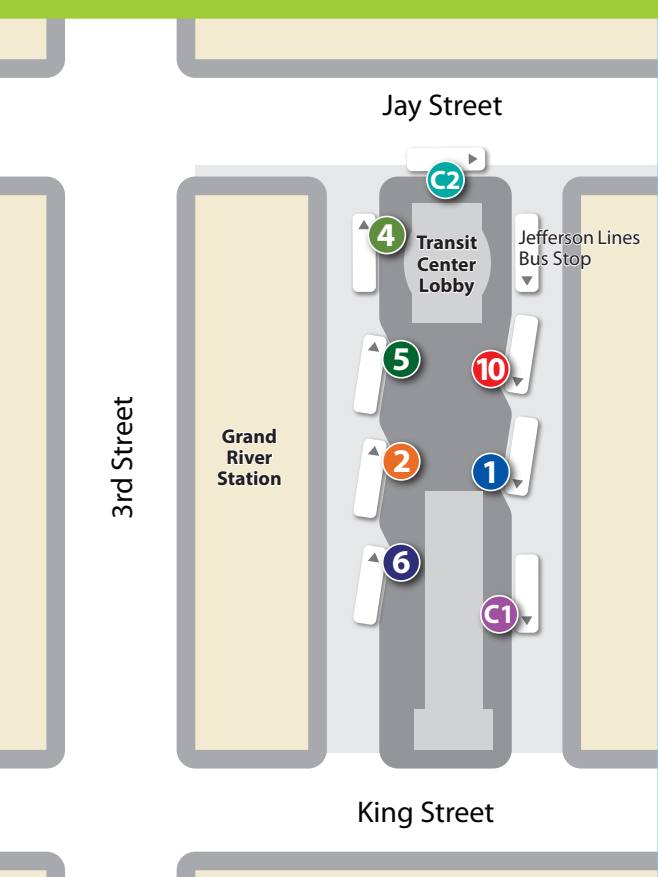 Jay Street
C2
4
Transit
Center
Lobby
Jefferson Lines
Bus Stop
5
10
3rd Street
Grand
River
Station
2
1
6
C1
King Street